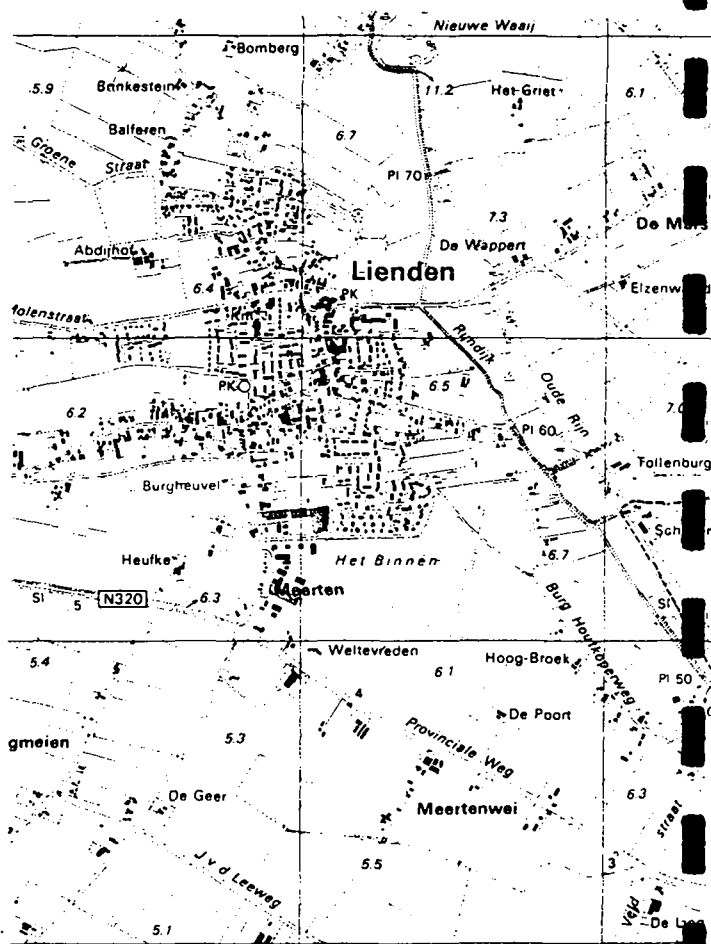 Nieuwe Waaij
Bomberg
5.9
Brinkestein
11.2
Het Griet
6.1
Balferen
6.7
Groene
Straat
Pl 70
7.3
De Mars
Abdijhof
De Wappert
Lienden
6.4
PK
Molenstraat
Rijndijk
PK
6.5
Oude Rijn
6.2
7.0
Pl 60
Tollenburg
Burgheuvel
Heufke
Het Binnen
6.7
Sl
5
N320
6.3
Meerten
Sl
Weltevreden
6.1
Hoog-Broek
Burg Houtkoperweg
5.4
Pl 50
4
De Poort
gmeien
5.3
Provinciale Weg
6.3
De Geer
Meertenwei
straat
J v d Leeweg
5.5
3
Veld
5.1